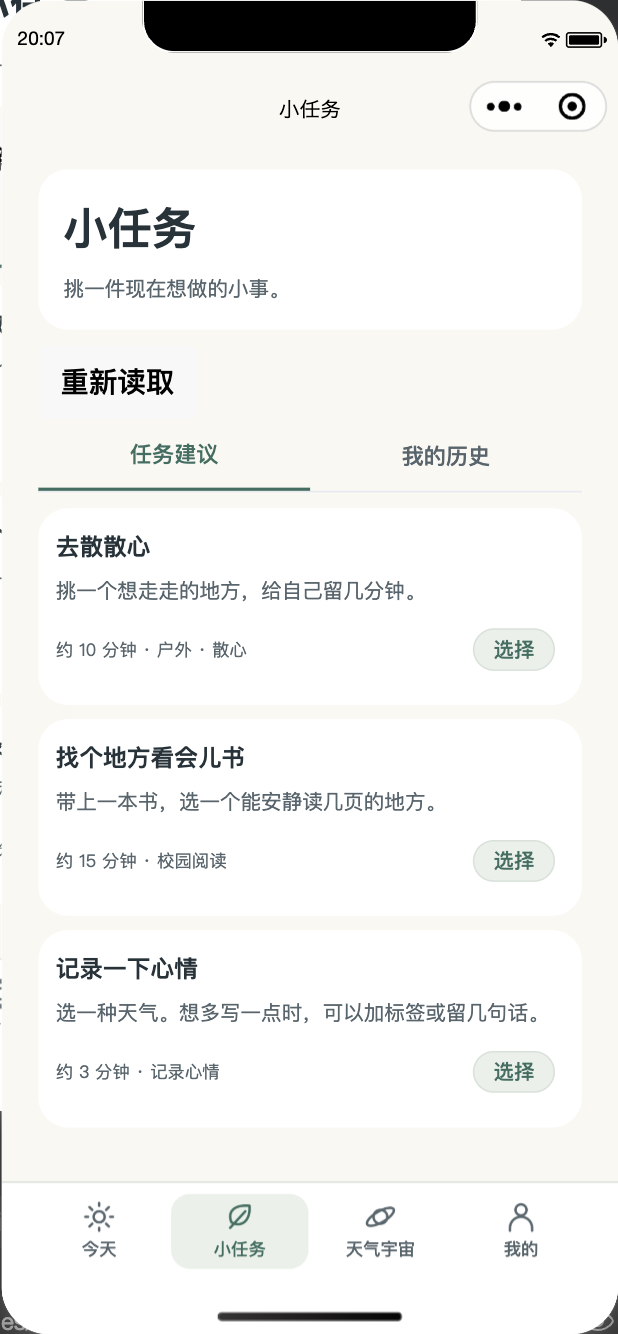 20:07
小任务
小任务
挑一件现在想做的小事。
重新读取
任务建议
我的历史
去散散心
挑一个想走走的地方，给自己留几分钟。
约 10 分钟 · 户外 · 散心
选择
找个地方看会儿书
带上一本书，选一个能安静读几页的地方。
约 15 分钟 · 校园阅读
选择
记录一下心情
选一种天气。想多写一点时，可以加标签或留几句话。
约 3 分钟 · 记录心情
选择
今天
小任务
天气宇宙
我的